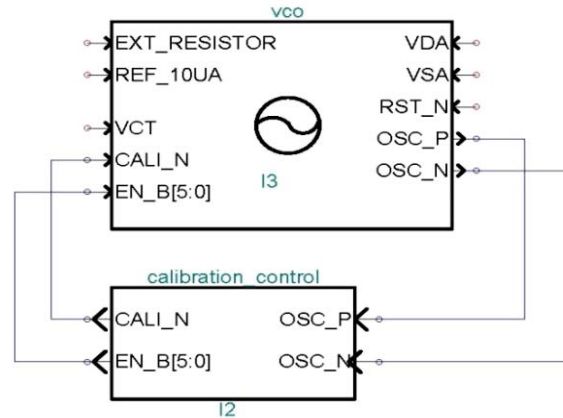 vco
EXT_RESISTOR VDA
REF_10UA VSA
RST_N
VCT OSC_P
CALI_N OSC_N
EN_B[5:0]
I3
calibration_control
CALI_N OSC_P
EN_B[5:0] OSC_N
I2